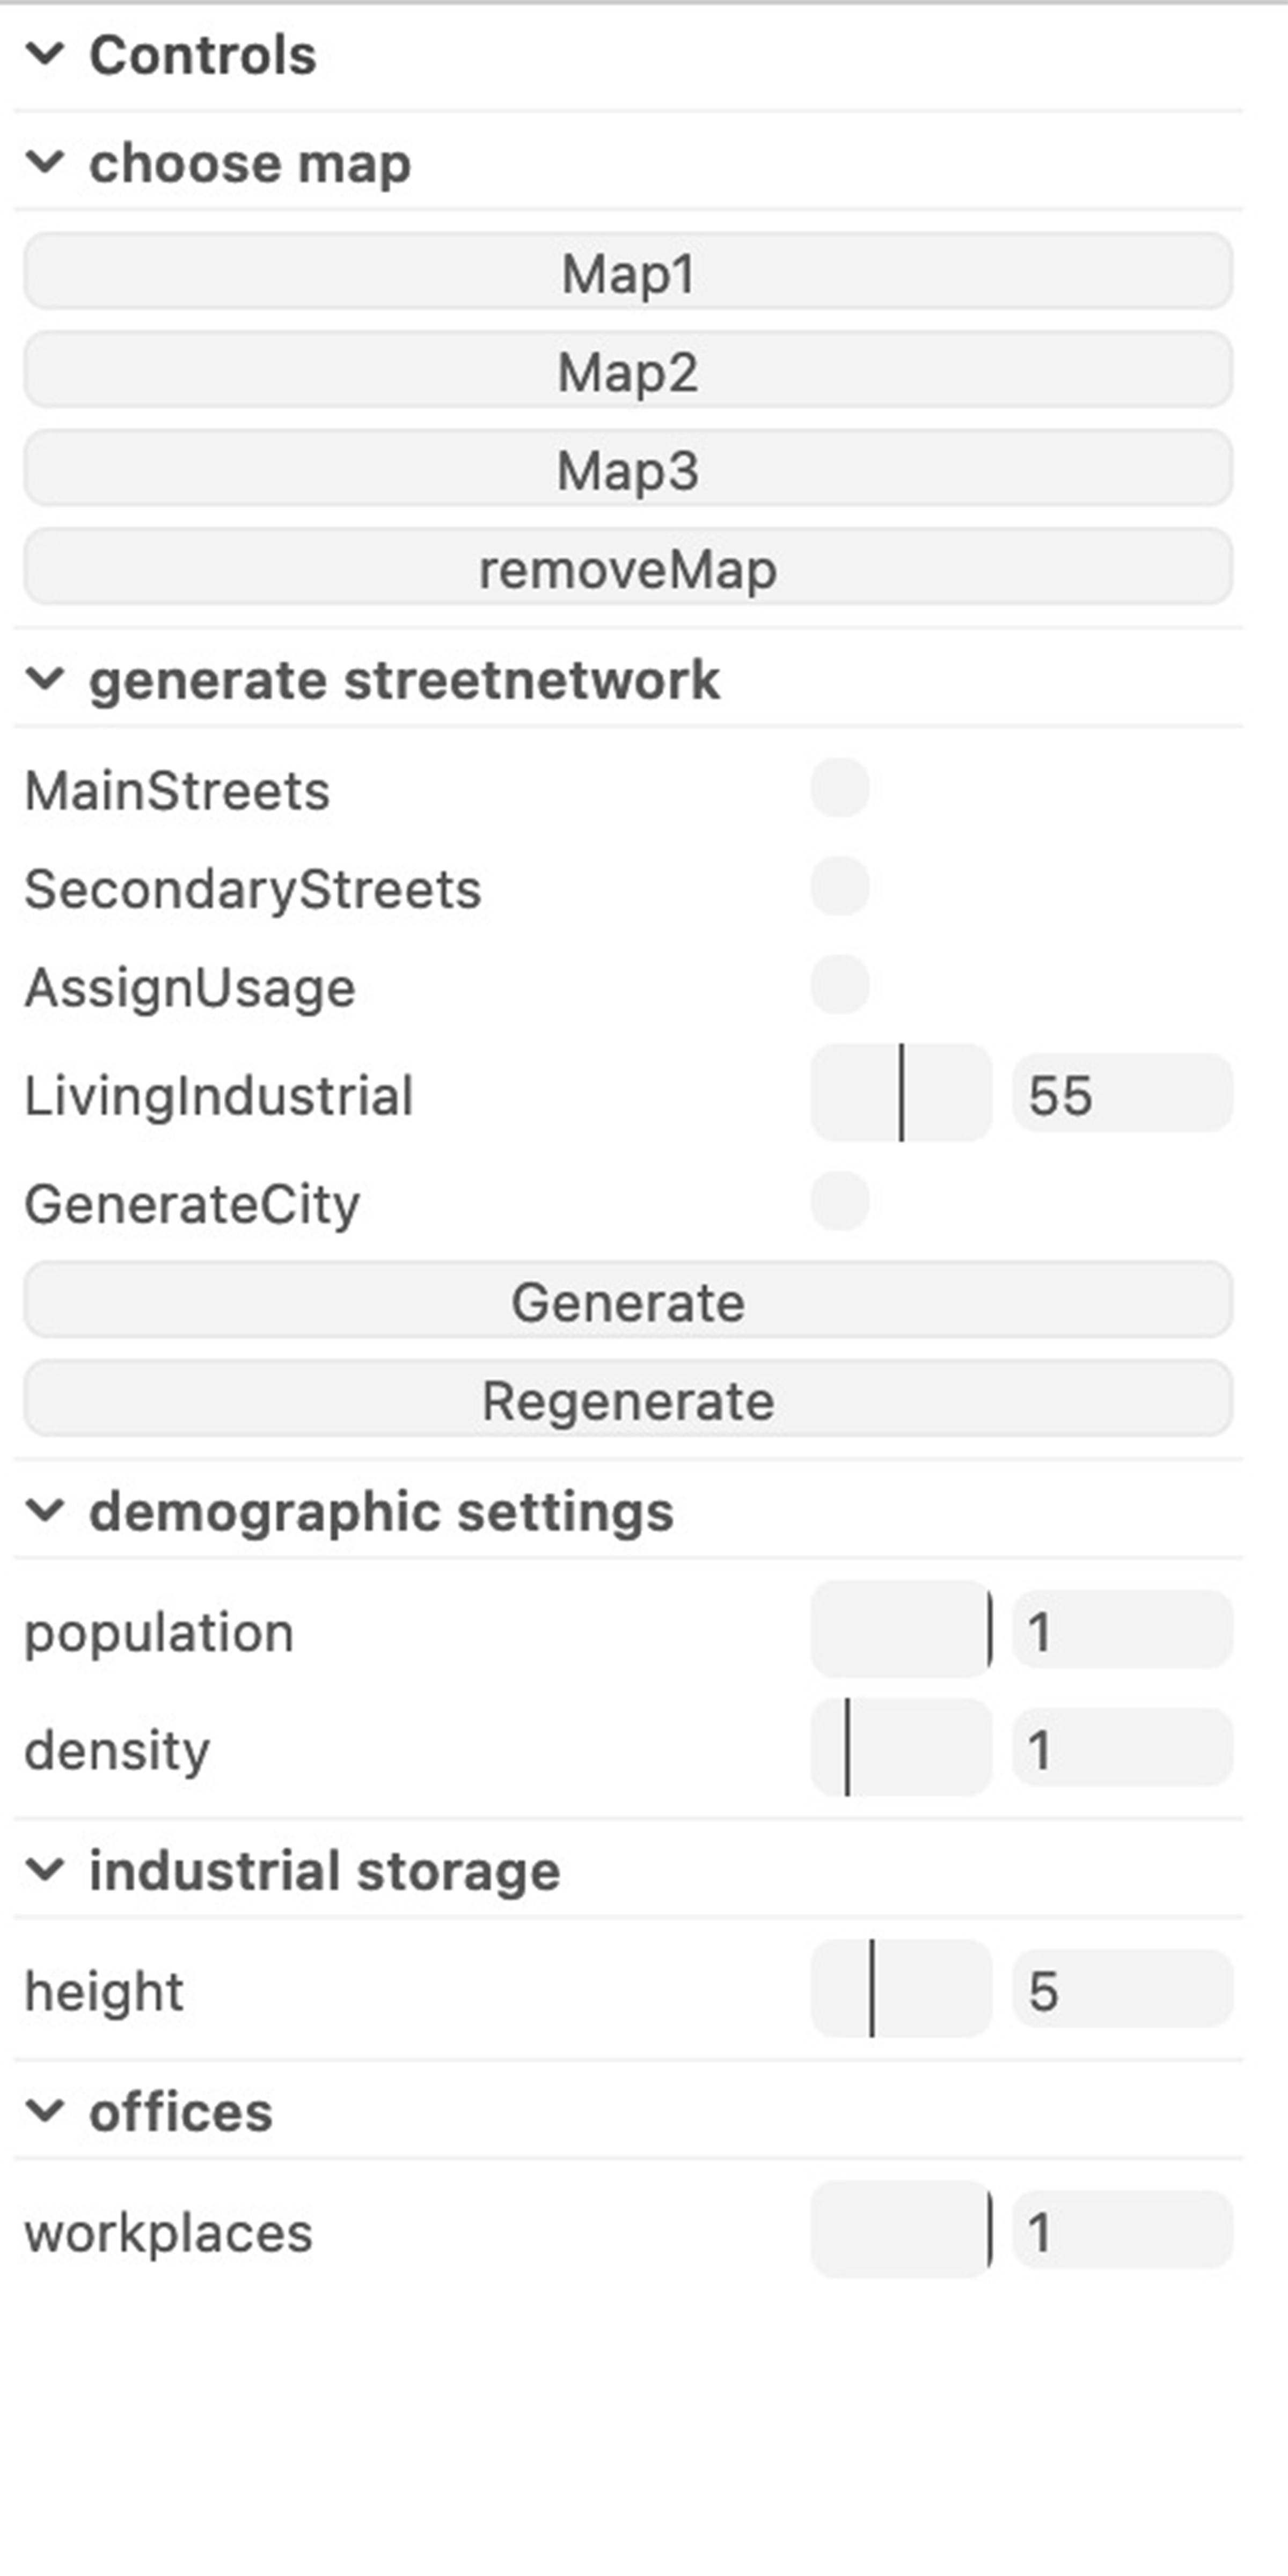 Controls
choose map
Map1
Map2
Map3
removeMap
generate streetnetwork
MainStreets
SecondaryStreets
AssignUsage
LivingIndustrial 55
GenerateCity
Generate
Regenerate
demographic settings
population 1
density 1
industrial storage
height 5
offices
workplaces 1